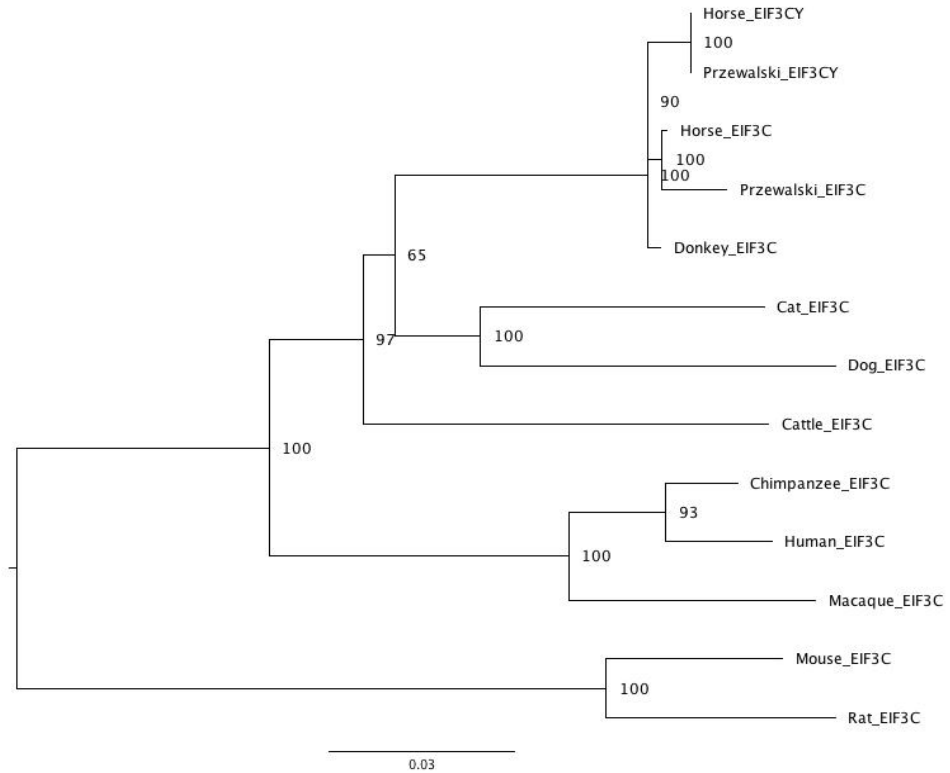 Horse_EIF3CY
100
Przewalski_EIF3CY
90
Horse_EIF3C
100
100
Przewalski_EIF3C
Donkey_EIF3C
65
Cat_EIF3C
97
100
Dog_EIF3C
Cattle_EIF3C
100
Chimpanzee_EIF3C
93
Human_EIF3C
100
Macaque_EIF3C
Mouse_EIF3C
100
Rat_EIF3C
0.03